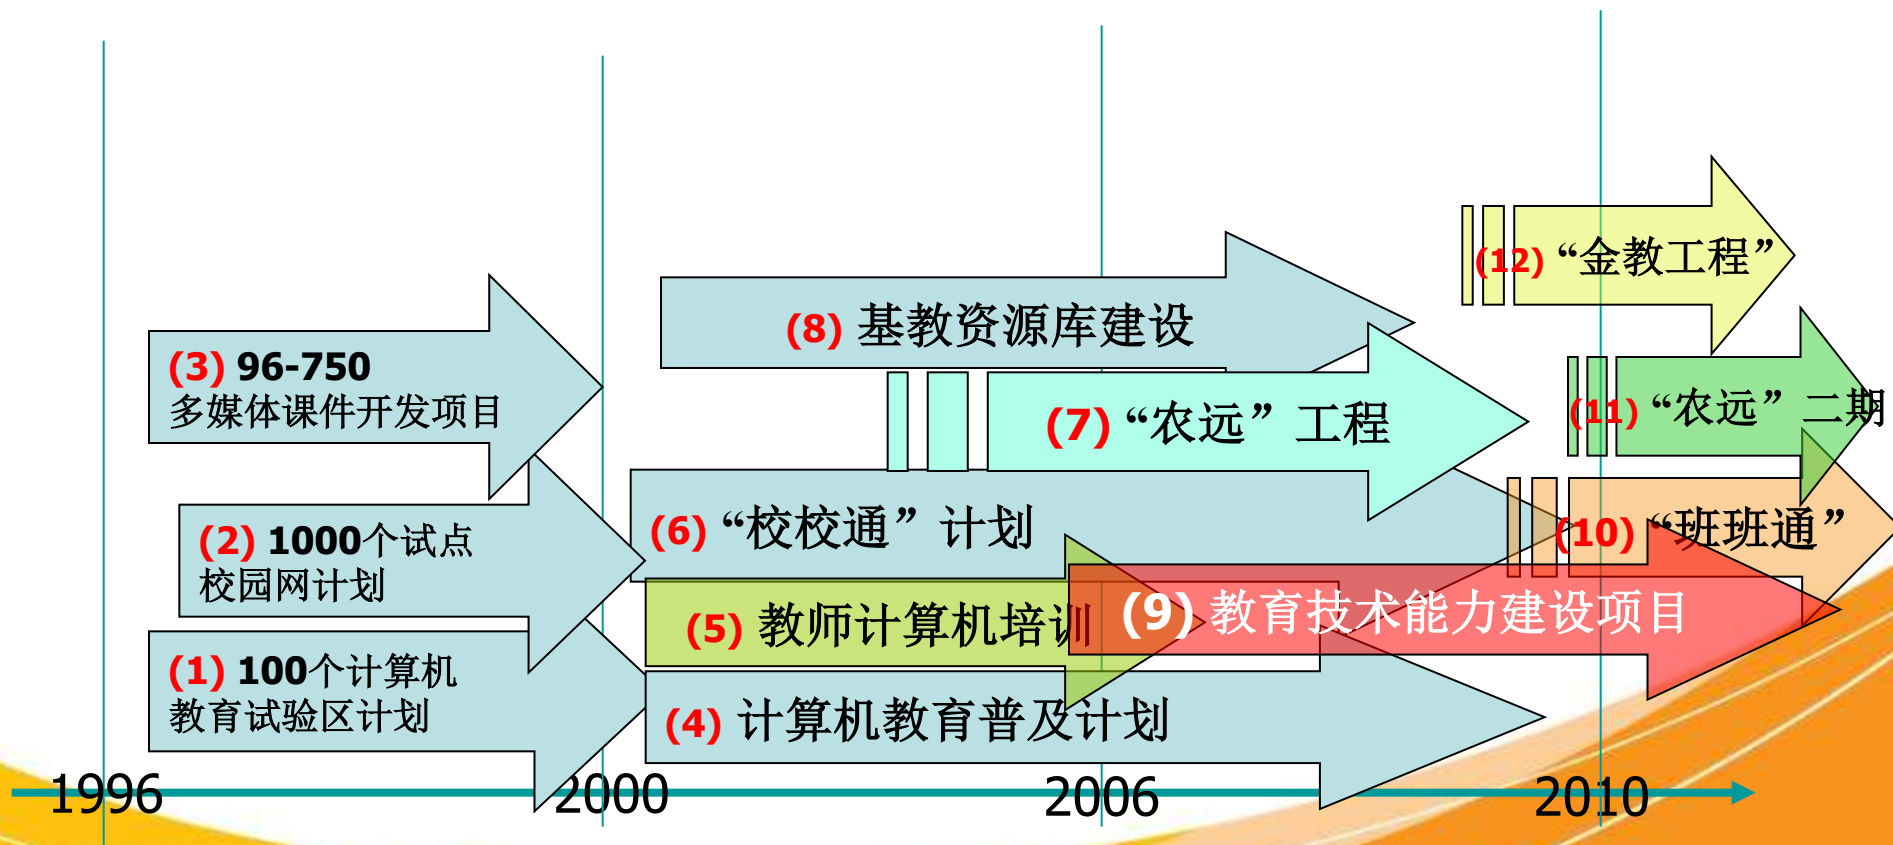 (12) “金教工程”
(8) 基教资源库建设
(3) 96-750
多媒体课件开发项目
(7) “农远”工程
(11) “农远”二期
(2) 1000个试点
校园网计划
(6) “校校通”计划
(10) “班班通”
(5) 教师计算机培训
(9) 教育技术能力建设项目
(1) 100个计算机
教育试验区计划
(4) 计算机教育普及计划
1996 2000 2006 2010